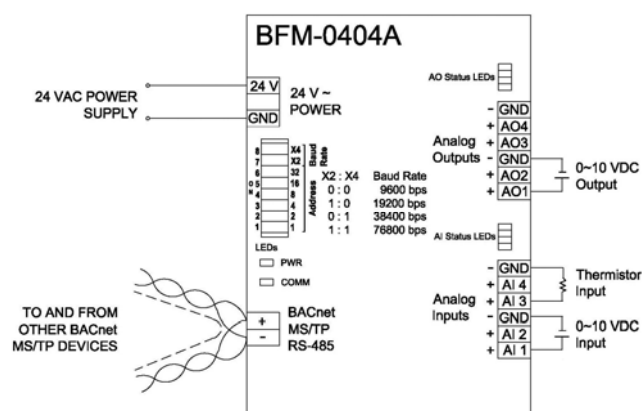 BFM-0404A
24 VAC POWER
SUPPLY
24 V
GND
24 V ~
POWER
AO Status LEDs
Analog
Outputs
- GND
+ AO4
+ AO3
- GND
+ AO2
+ AO1
0~10 VDC
Output
ON
8 X4
7 X2
6 32
5 16
4 8
3 4
2 2
1 1
Baud
Rate
Address
X2 : X4 Baud Rate
0 : 0 9600 bps
1 : 0 19200 bps
0 : 1 38400 bps
1 : 1 76800 bps
LEDs
PWR
COMM
AI Status LEDs
Analog
Inputs
- GND
+ AI 4
+ AI 3
- GND
+ AI 2
+ AI 1
Thermistor
Input
0~10 VDC
Input
TO AND FROM
OTHER BACnet
MS/TP DEVICES
+
-
BACnet
MS/TP
RS-485